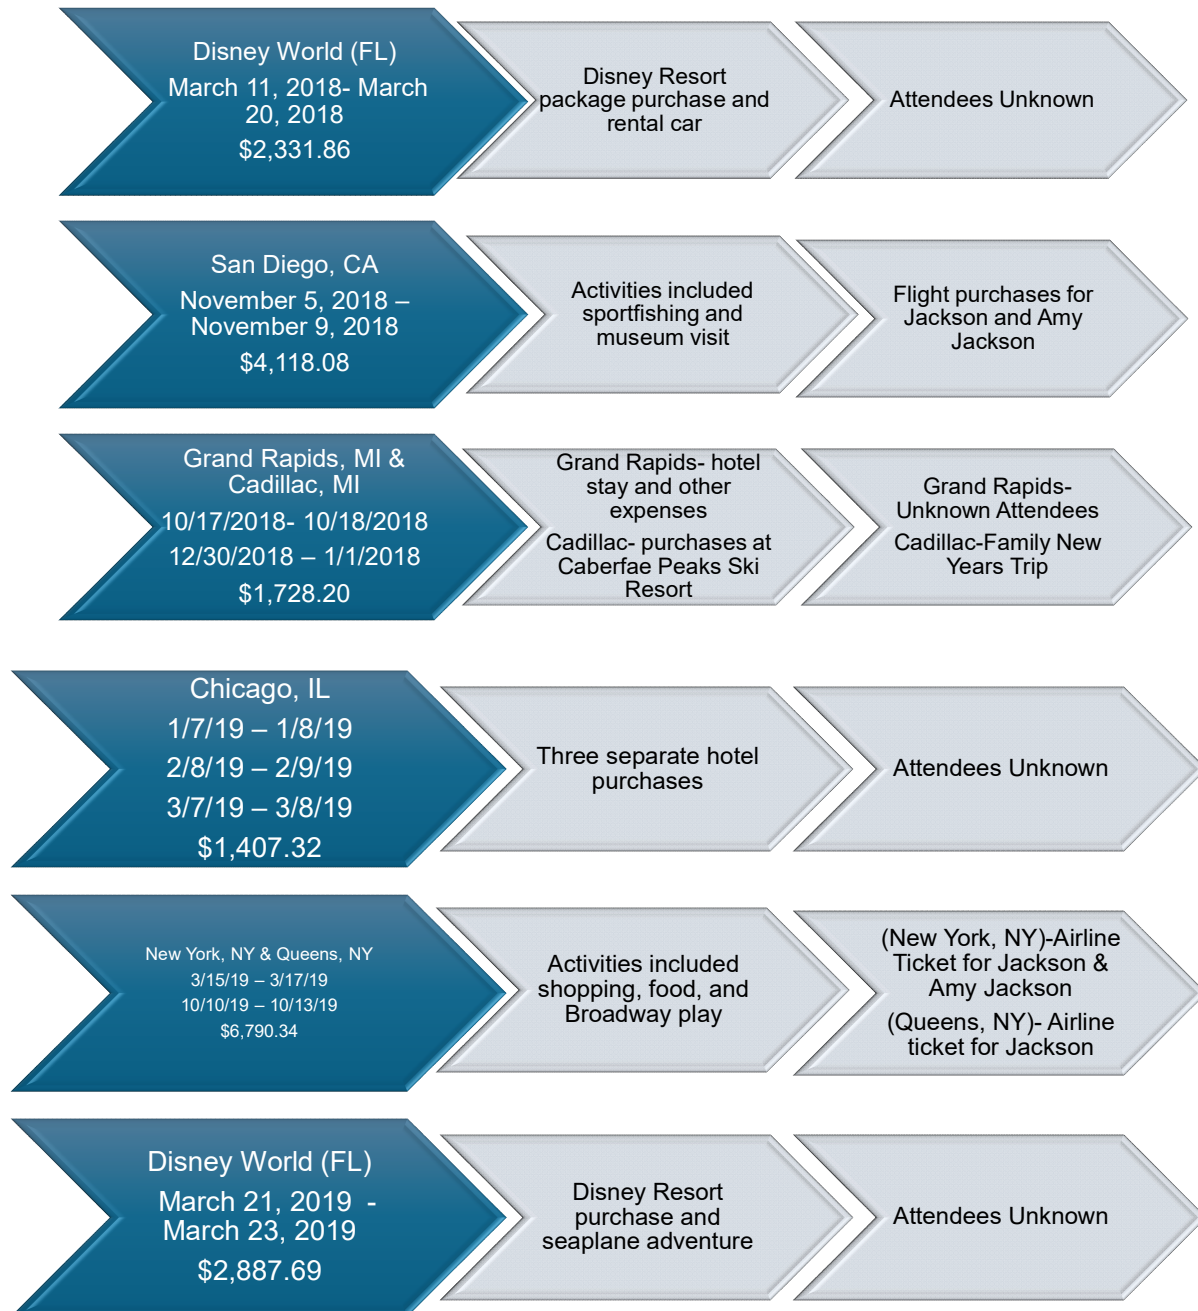 Disney World (FL)
March 11, 2018- March
20, 2018
$2,331.86
Disney Resort
package purchase and
rental car
Attendees Unknown
San Diego, CA
November 5, 2018 –
November 9, 2018
$4,118.08
Activities included
sportfishing and
museum visit
Flight purchases for
Jackson and Amy
Jackson
Grand Rapids, MI &
Cadillac, MI
10/17/2018- 10/18/2018
12/30/2018 – 1/1/2018
$1,728.20
Grand Rapids- hotel
stay and other
expenses
Cadillac- purchases at
Caberfae Peaks Ski
Resort
Grand Rapids-
Unknown Attendees
Cadillac-Family New
Years Trip
Chicago, IL
1/7/19 – 1/8/19
2/8/19 – 2/9/19
3/7/19 – 3/8/19
$1,407.32
Three separate hotel
purchases
Attendees Unknown
New York, NY & Queens, NY
3/15/19 – 3/17/19
10/10/19 – 10/13/19
$6,790.34
Activities included
shopping, food, and
Broadway play
(New York, NY)-Airline
Ticket for Jackson &
Amy Jackson
(Queens, NY)- Airline
ticket for Jackson
Disney World (FL)
March 21, 2019 -
March 23, 2019
$2,887.69
Disney Resort
purchase and
seaplane adventure
Attendees Unknown